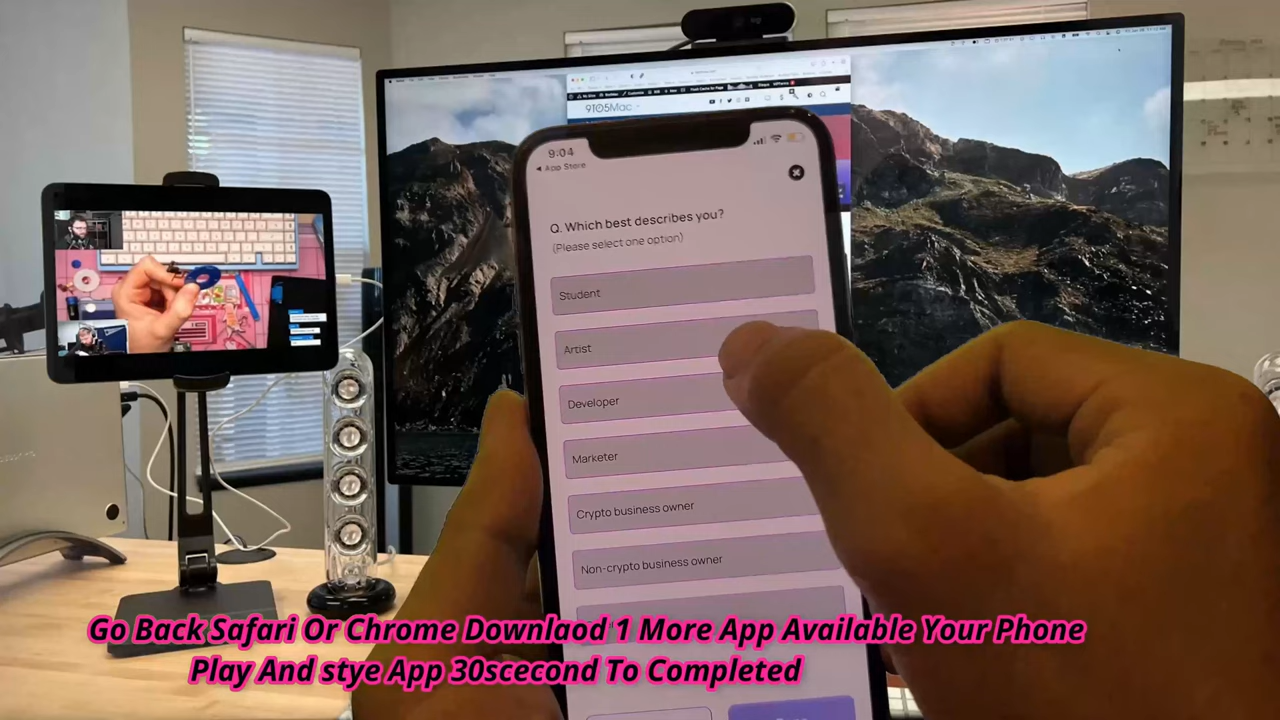 9TO5Mac
9:04
App Store
Q. Which best describes you?
(Please select one option)
Student
Artist
Developer
Marketer
Crypto business owner
Non-crypto business owner
Go Back Safari Or Chrome Downlaod 1 More App Available Your Phone
Play And stye App 30scecond To Completed